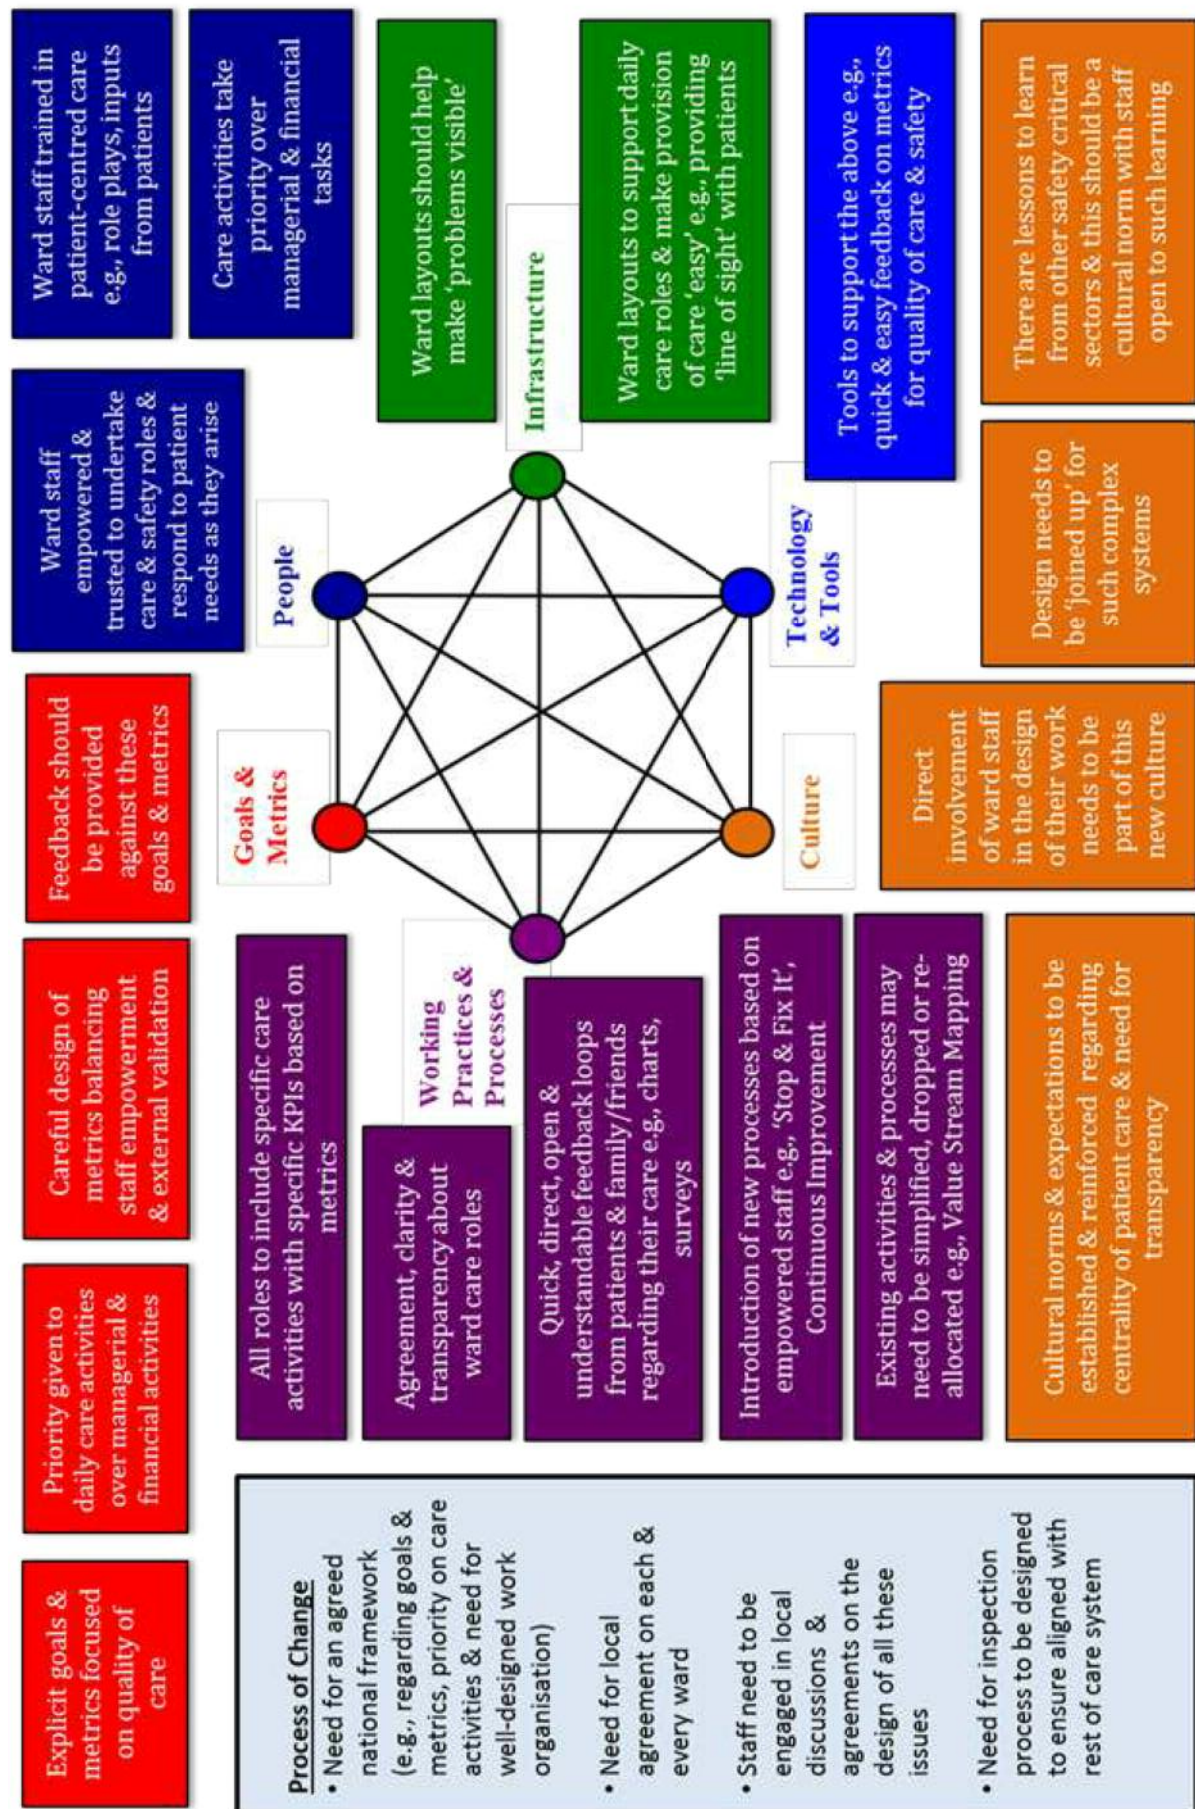 Explicit goals &
metrics focused
on quality of
care
Priority given to
daily care activities
over managerial &
financial activities
Careful design of
metrics balancing
staff empowerment
& external validation
Feedback should
be provided
against these
goals & metrics
Ward staff
empowered &
trusted to undertake
care & safety roles &
respond to patient
needs as they arise
Ward staff trained in
patient-centred care
e.g., role plays, inputs
from patients
Care activities take
priority over
managerial & financial
tasks
Goals &
Metrics
People
Process of Change
• Need for an agreed
national framework
(e.g., regarding goals &
metrics, priority on care
activities & need for
well-designed work
organisation)
• Need for local
agreement on each &
every ward
• Staff need to be
engaged in local
discussions &
agreements on the
design of all these
issues
• Need for inspection
process to be designed
to ensure aligned with
rest of care system
All roles to include specific care
activities with specific KPIs based on
metrics
Agreement, clarity &
transparency about
ward care roles
Working
Practices &
Processes
Quick, direct, open &
understandable feedback loops
from patients & family/friends
regarding their care e.g., charts,
surveys
Introduction of new processes based on
empowered staff e.g., ‘Stop & Fix It’,
Continuous Improvement
Existing activities & processes may
need to be simplified, dropped or re-
allocated e.g., Value Stream Mapping
Ward layouts should help
make ‘problems visible’
Infrastructure
Ward layouts to support daily
care roles & make provision
of care ‘easy’ e.g., providing
‘line of sight’ with patients
Culture
Technology
& Tools
Tools to support the above e.g.,
quick & easy feedback on metrics
for quality of care & safety
Cultural norms & expectations to be
established & reinforced regarding
centrality of patient care & need for
transparency
Direct
involvement
of ward staff
in the design
of their work
needs to be
part of this
new culture
Design needs to
be ‘joined up’ for
such complex
systems
There are lessons to learn
from other safety critical
sectors & this should be a
cultural norm with staff
open to such learning